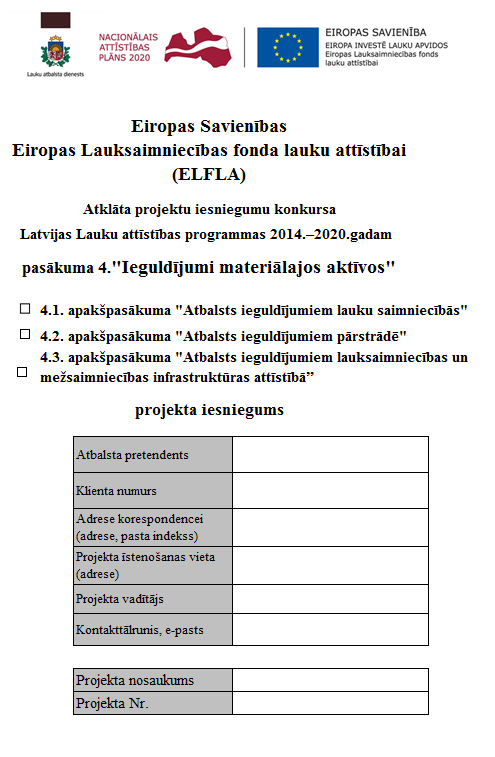 Lauku atbalsta dienests
NACIONĀLAIS
ATTĪSTĪBAS
PLĀNS 2020
EIROPAS SAVIENĪBA
EIROPA INVESTĒ LAUKU APVIDOS
Eiropas Lauksaimniecības fonds
lauku attīstībai
Eiropas Savienības
Eiropas Lauksaimniecības fonda lauku attīstībai
(ELFLA)
Atklāta projektu iesniegumu konkursa
Latvijas Lauku attīstības programmas 2014.–2020.gadam
pasākuma 4."Ieguldījumi materiālajos aktīvos"
4.1. apakšpasākuma "Atbalsts ieguldījumiem lauku saimniecībās"
4.2. apakšpasākuma "Atbalsts ieguldījumiem pārstrādē"
4.3. apakšpasākuma "Atbalsts ieguldījumiem lauksaimniecības un
mežsaimniecības infrastruktūras attīstībā”
projekta iesniegums
Atbalsta pretendents
Klienta numurs
Adrese korespondencei
(adrese, pasta indekss)
Projekta īstenošanas vieta
(adrese)
Projekta vadītājs
Kontakttālrunis, e-pasts
Projekta nosaukums
Projekta Nr.